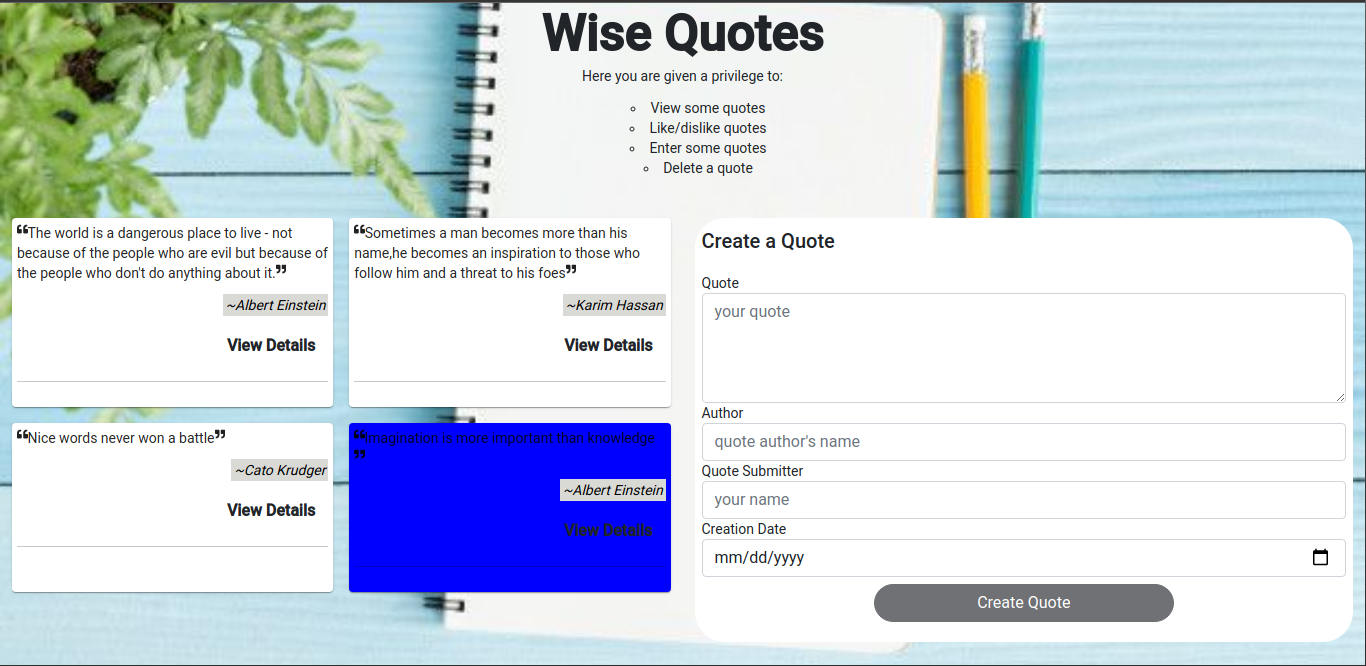 Wise Quotes
Here you are given a privilege to:
View some quotes
Like/dislike quotes
Enter some quotes
Delete a quote
❝The world is a dangerous place to live - not
because of the people who are evil but because of
the people who don't do anything about it.❞
~Albert Einstein
View Details
❝Sometimes a man becomes more than his
name,he becomes an inspiration to those who
follow him and a threat to his foes❞
~Karim Hassan
View Details
❝Nice words never won a battle❞
~Cato Krudger
View Details
❝Imagination is more important than knowledge
❞
~Albert Einstein
View Details
Create a Quote
Quote
your quote
Author
quote author's name
Quote Submitter
your name
Creation Date
mm/dd/yyyy
Create Quote